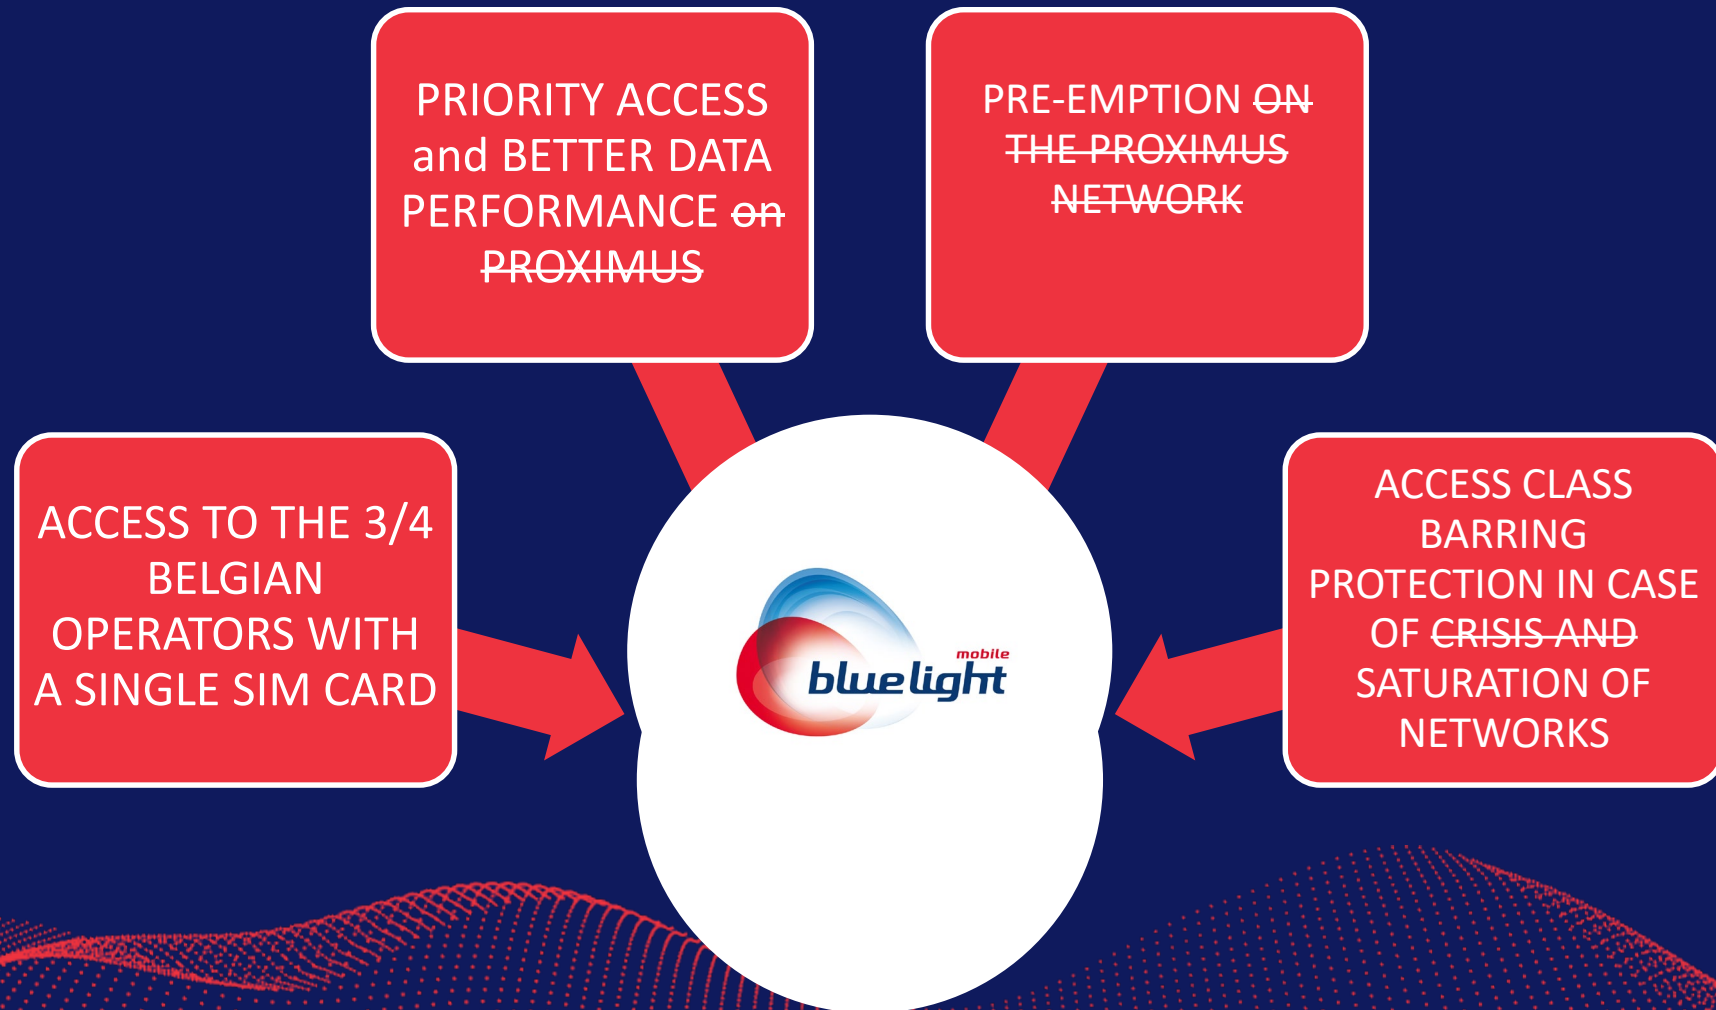 PRIORITY ACCESS
and BETTER DATA
PERFORMANCE on
PROXIMUS
PRE-EMPTION ON
THE PROXIMUS
NETWORK
ACCESS TO THE 3/4
BELGIAN
OPERATORS WITH
A SINGLE SIM CARD
mobile
blue light
ACCESS CLASS
BARRING
PROTECTION IN CASE
OF CRISIS AND
SATURATION OF
NETWORKS